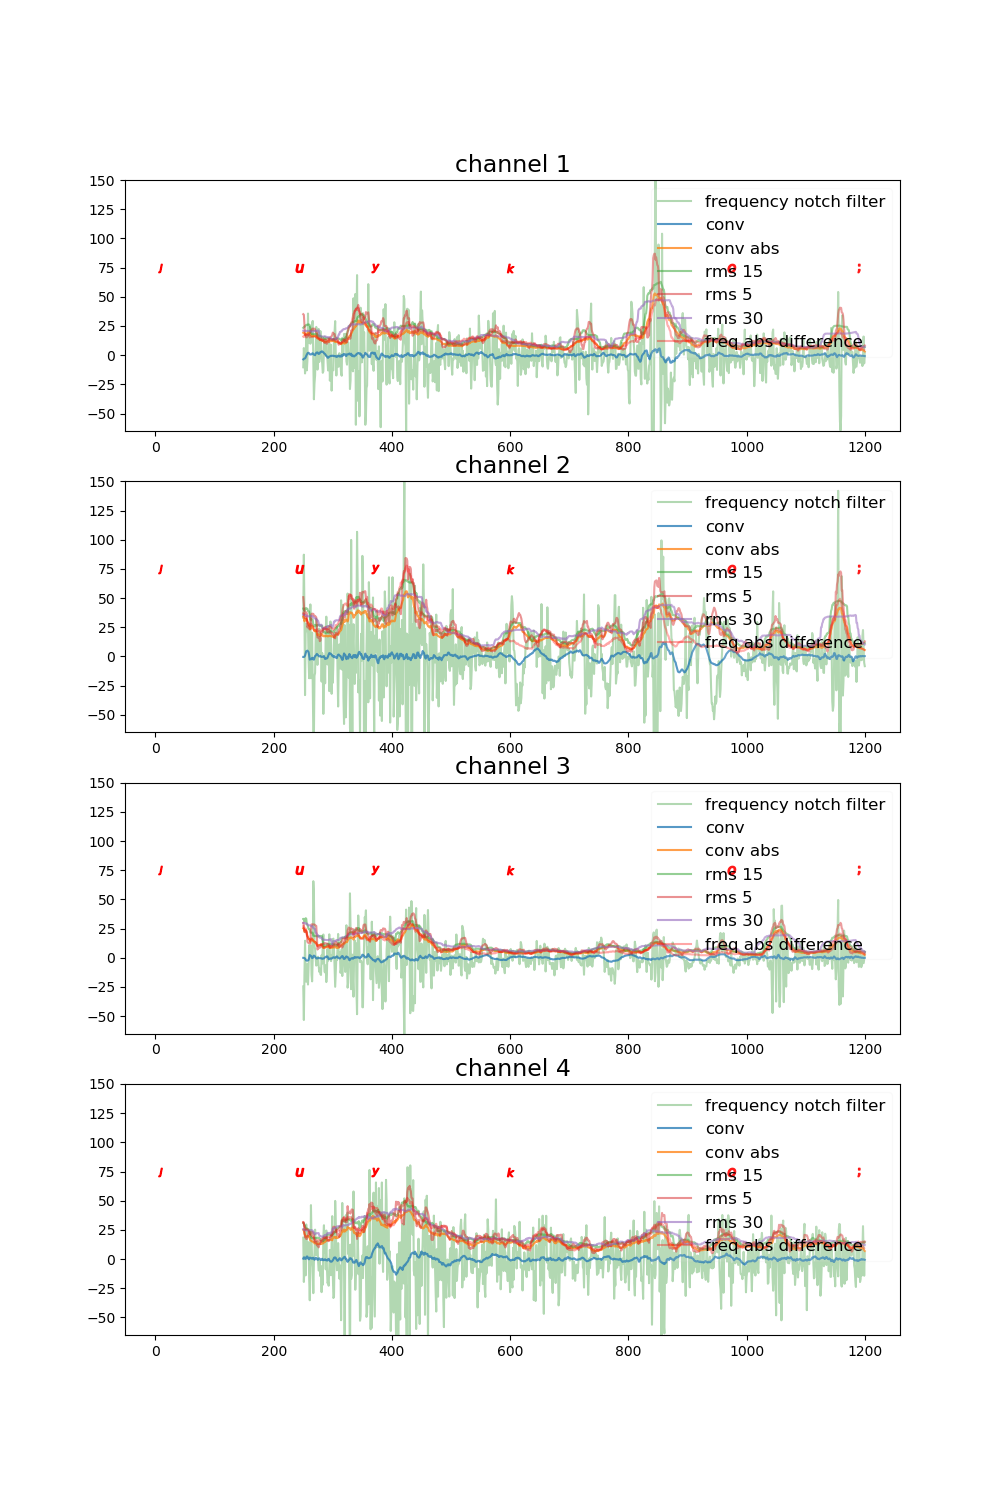 channel 1
150
125
100
75
50
25
0
−25
−50
frequency notch filter
conv
conv abs
rms 15
rms 5
rms 30
freq abs difference
J u y k o ;
0 200 400 600 800 1000 1200
channel 2
150
125
100
75
50
25
0
−25
−50
frequency notch filter
conv
conv abs
rms 15
rms 5
rms 30
freq abs difference
J u y k o ;
0 200 400 600 800 1000 1200
channel 3
150
125
100
75
50
25
0
−25
−50
frequency notch filter
conv
conv abs
rms 15
rms 5
rms 30
freq abs difference
J u y k o ;
0 200 400 600 800 1000 1200
channel 4
150
125
100
75
50
25
0
−25
−50
frequency notch filter
conv
conv abs
rms 15
rms 5
rms 30
freq abs difference
J u y k o ;
0 200 400 600 800 1000 1200